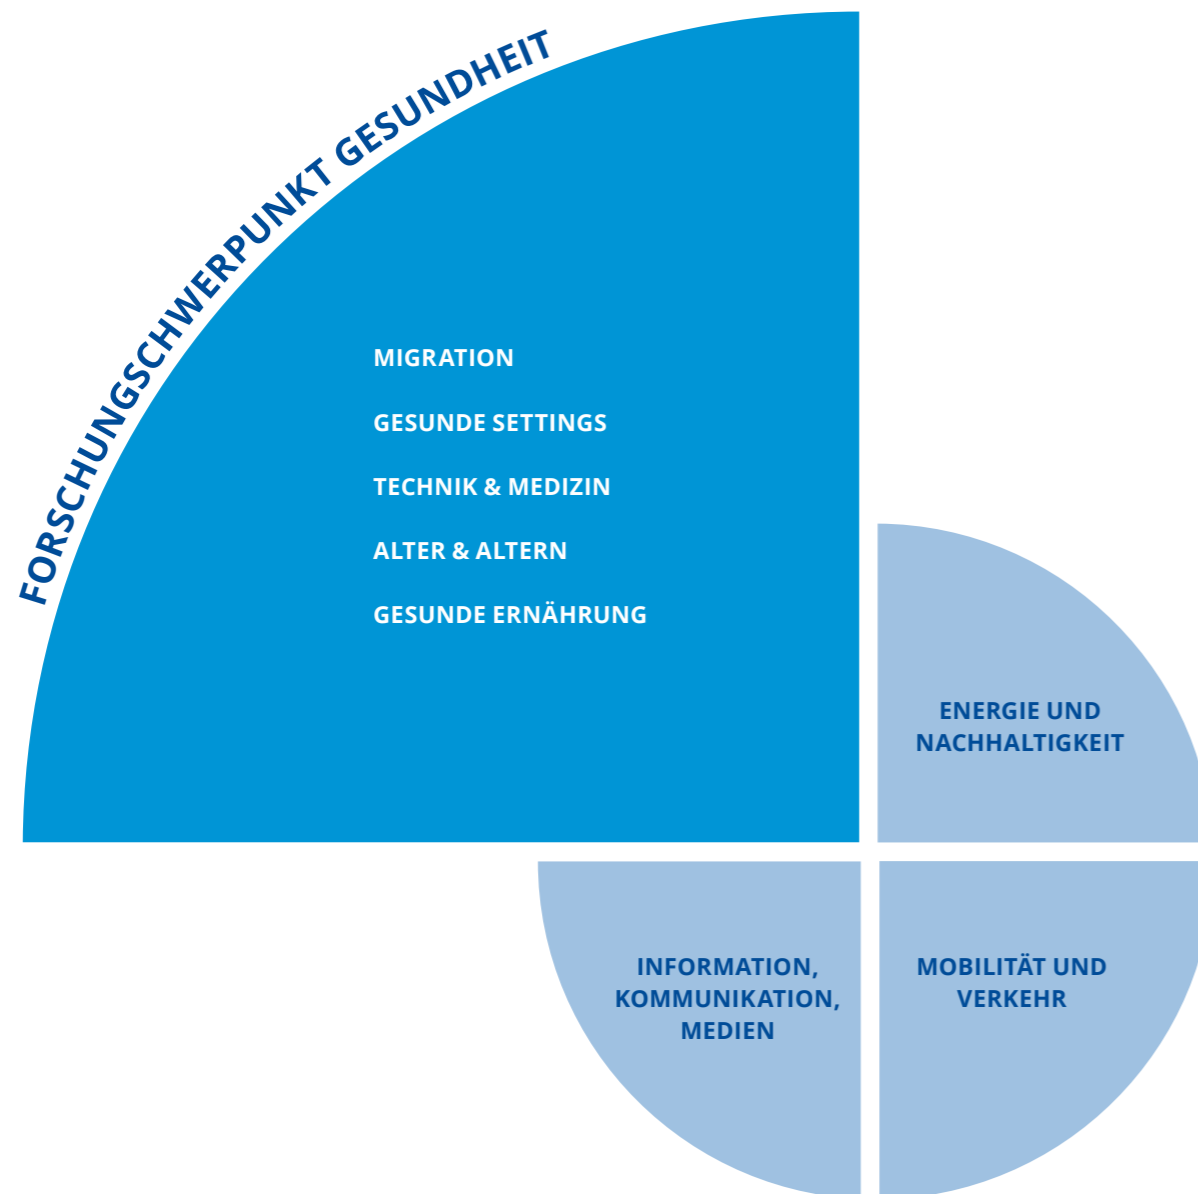 FORSCHUNGSCHWERPUNKT GESUNDHEIT
MIGRATION
GESUNDE SETTINGS
TECHNIK & MEDIZIN
ALTER & ALTERN
GESUNDE ERNÄHRUNG
ENERGIE UND
NACHHALTIGKEIT
INFORMATION,
KOMMUNIKATION,
MEDIEN
MOBILITÄT UND
VERKEHR